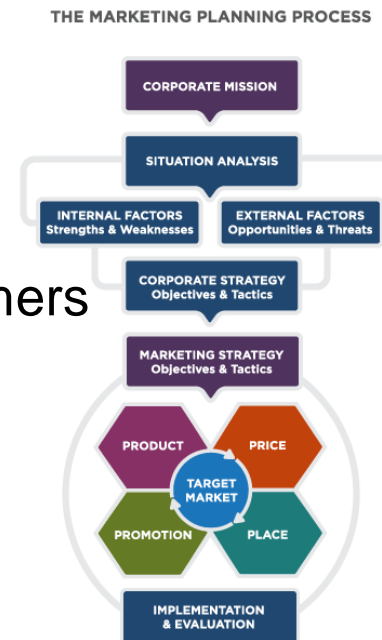 THE MARKETING PLANNING PROCESS
CORPORATE MISSION
SITUATION ANALYSIS
INTERNAL FACTORS
Strengths & Weaknesses
EXTERNAL FACTORS
Opportunities & Threats
CORPORATE STRATEGY
Objectives & Tactics
MARKETING STRATEGY
Objectives & Tactics
PRODUCT
PRICE
TARGET
MARKET
PROMOTION
PLACE
IMPLEMENTATION
& EVALUATION